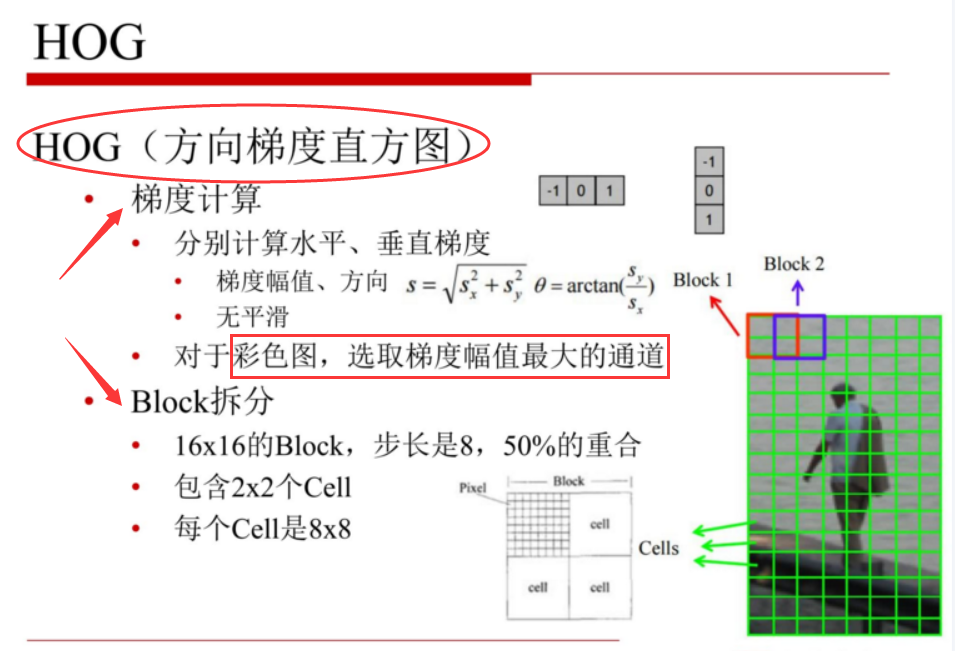 HOG
HOG（方向梯度直方图）
• 梯度计算
• 分别计算水平、垂直梯度
• 梯度幅值、方向 s = √(s_x^2 + s_y^2) θ = arctan(s_y/s_x)
• 无平滑
• 对于彩色图，选取梯度幅值最大的通道
• Block拆分
• 16x16的Block，步长是8，50%的重合
• 包含2x2个Cell
• 每个Cell是8x8
-1 0 1
-1
0
1
Block 1
Block 2
Pixel
Block
cell
cell
cell
Cells